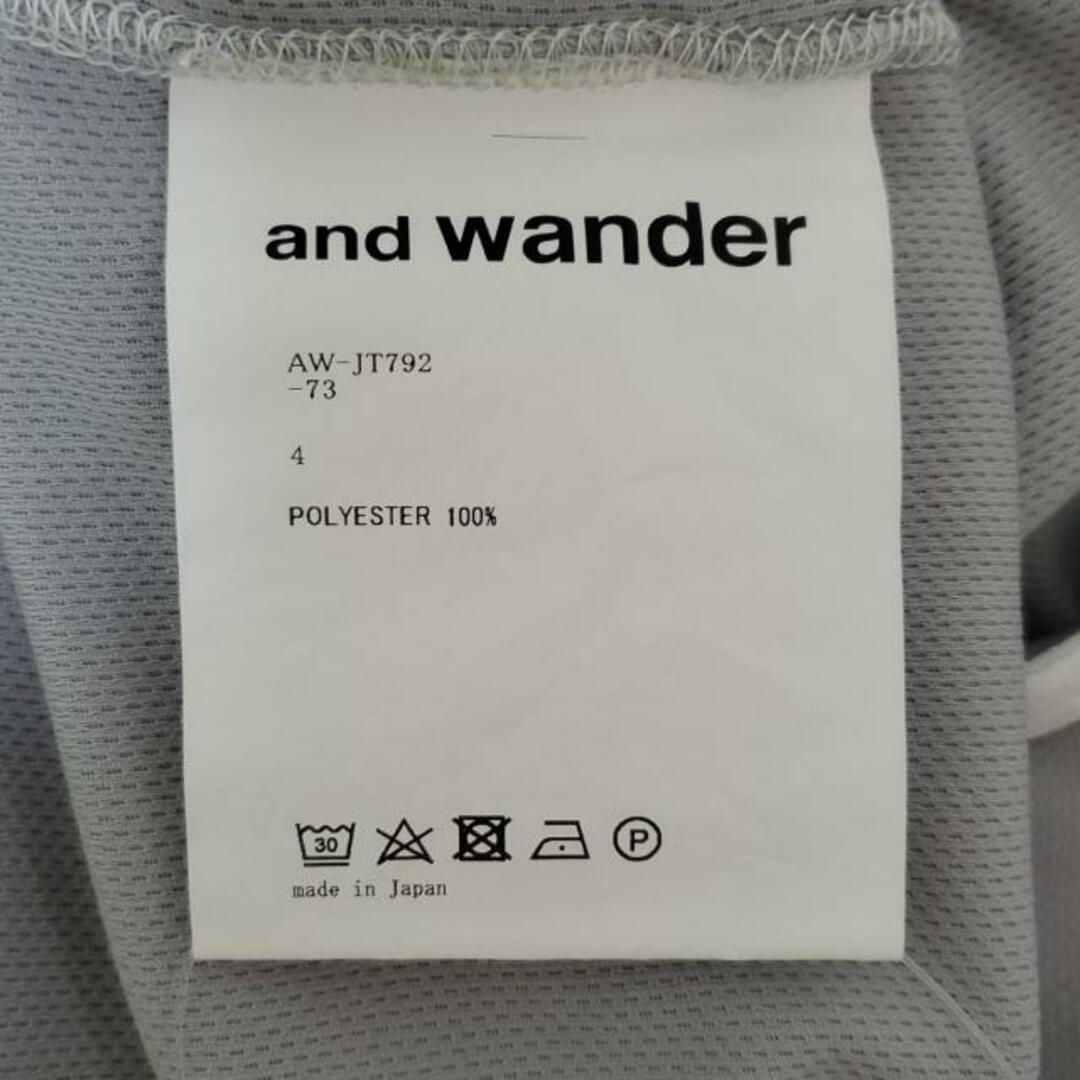 and wander
AW-JT792
-73
4
POLYESTER 100%
30 P
made in Japan